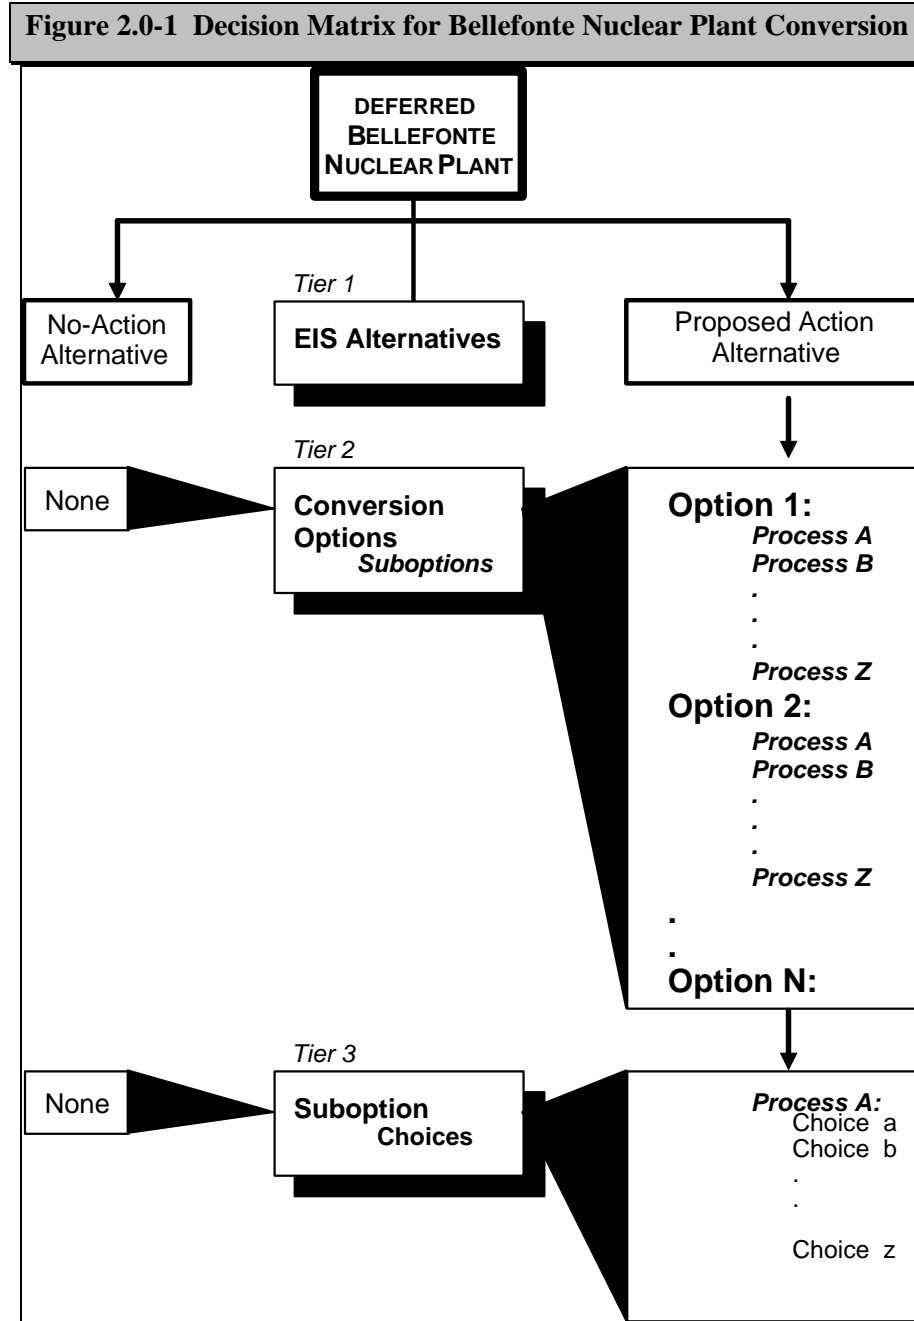 Figure 2.0-1 Decision Matrix for Bellefonte Nuclear Plant Conversion
DEFERRED
BELLEFONTE
NUCLEAR PLANT
Tier 1
No-Action
Alternative
EIS Alternatives
Proposed Action
Alternative
Tier 2
None
Conversion
Options
Suboptions
Option 1:
Process A
Process B
.
.
.
Process Z
Option 2:
Process A
Process B
.
.
.
Process Z
.
.
Option N:
Tier 3
None
Suboption
Choices
Process A:
Choice a
Choice b
.
.
Choice z